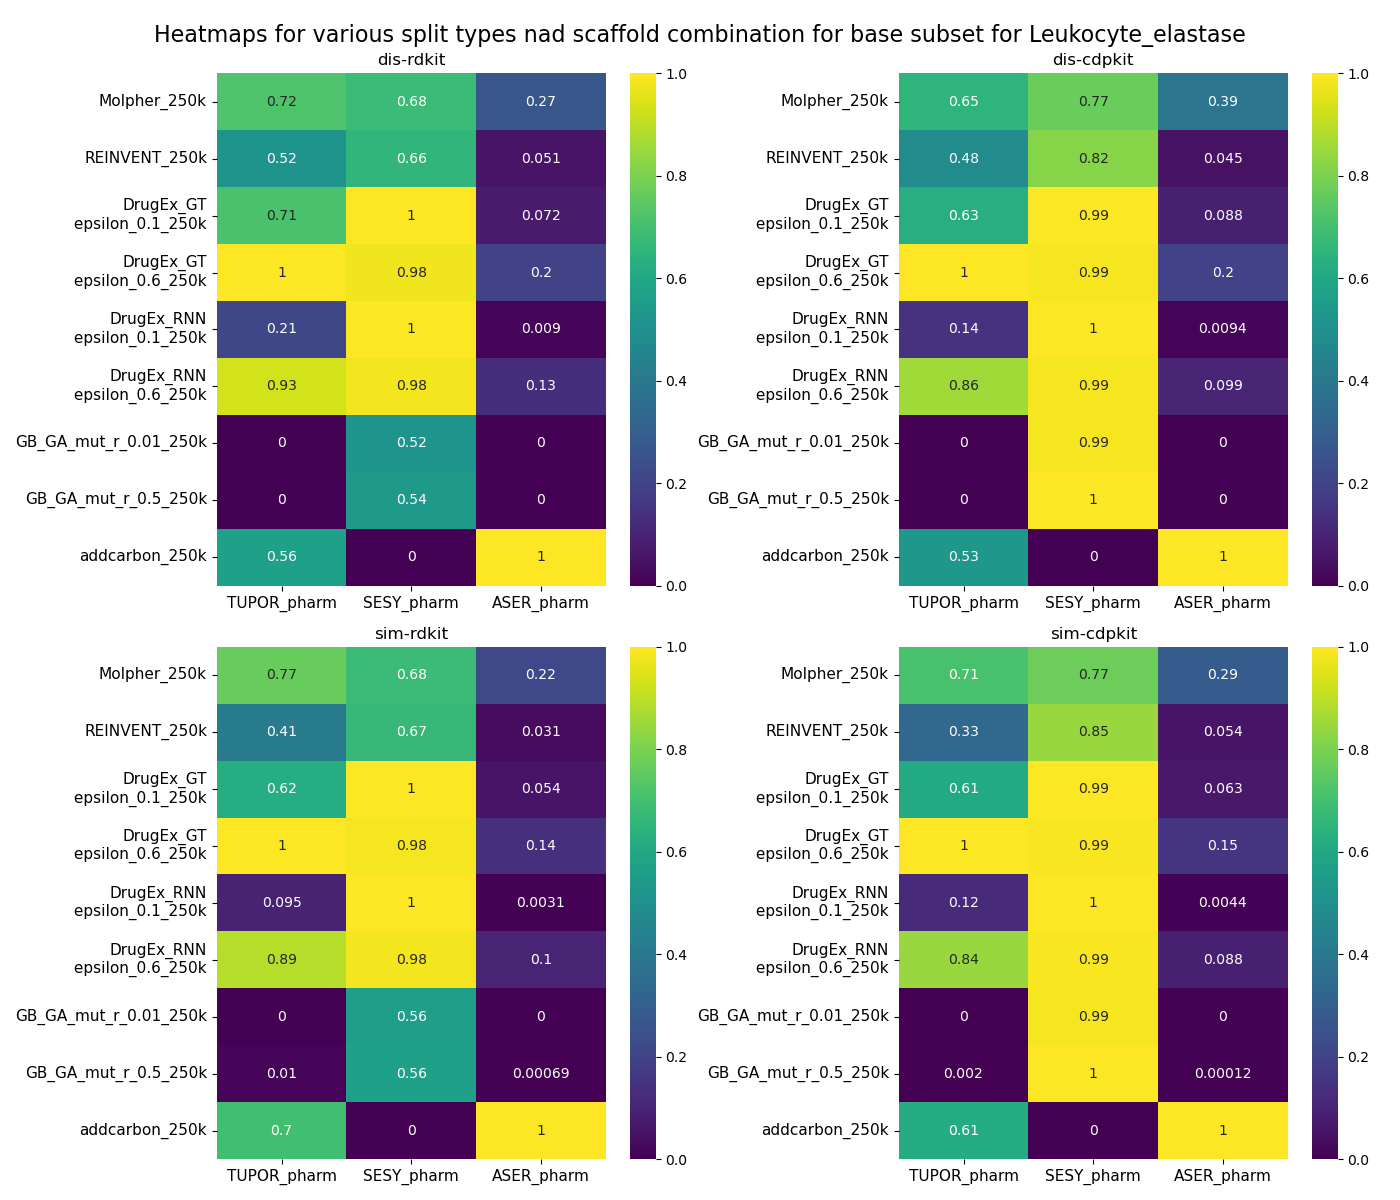 Heatmaps for various split types nad scaffold combination for base subset for Leukocyte_elastase
dis-rdkit
Molpher_250k 0.72 0.68 0.27
REINVENT_250k 0.52 0.66 0.051
DrugEx_GT
epsilon_0.1_250k 0.71 1 0.072
DrugEx_GT
epsilon_0.6_250k 1 0.98 0.2
DrugEx_RNN
epsilon_0.1_250k 0.21 1 0.009
DrugEx_RNN
epsilon_0.6_250k 0.93 0.98 0.13
GB_GA_mut_r_0.01_250k 0 0.52 0
GB_GA_mut_r_0.5_250k 0 0.54 0
addcarbon_250k 0.56 0 1
TUPOR_pharm SESY_pharm ASER_pharm
1.0
0.8
0.6
0.4
0.2
0.0
dis-cdpkit
Molpher_250k 0.65 0.77 0.39
REINVENT_250k 0.48 0.82 0.045
DrugEx_GT
epsilon_0.1_250k 0.63 0.99 0.088
DrugEx_GT
epsilon_0.6_250k 1 0.99 0.2
DrugEx_RNN
epsilon_0.1_250k 0.14 1 0.0094
DrugEx_RNN
epsilon_0.6_250k 0.86 0.99 0.099
GB_GA_mut_r_0.01_250k 0 0.99 0
GB_GA_mut_r_0.5_250k 0 1 0
addcarbon_250k 0.53 0 1
TUPOR_pharm SESY_pharm ASER_pharm
1.0
0.8
0.6
0.4
0.2
0.0
sim-rdkit
Molpher_250k 0.77 0.68 0.22
REINVENT_250k 0.41 0.67 0.031
DrugEx_GT
epsilon_0.1_250k 0.62 1 0.054
DrugEx_GT
epsilon_0.6_250k 1 0.98 0.14
DrugEx_RNN
epsilon_0.1_250k 0.095 1 0.0031
DrugEx_RNN
epsilon_0.6_250k 0.89 0.98 0.1
GB_GA_mut_r_0.01_250k 0 0.56 0
GB_GA_mut_r_0.5_250k 0.01 0.56 0.00069
addcarbon_250k 0.7 0 1
TUPOR_pharm SESY_pharm ASER_pharm
1.0
0.8
0.6
0.4
0.2
0.0
sim-cdpkit
Molpher_250k 0.71 0.77 0.29
REINVENT_250k 0.33 0.85 0.054
DrugEx_GT
epsilon_0.1_250k 0.61 0.99 0.063
DrugEx_GT
epsilon_0.6_250k 1 0.99 0.15
DrugEx_RNN
epsilon_0.1_250k 0.12 1 0.0044
DrugEx_RNN
epsilon_0.6_250k 0.84 0.99 0.088
GB_GA_mut_r_0.01_250k 0 0.99 0
GB_GA_mut_r_0.5_250k 0.002 1 0.00012
addcarbon_250k 0.61 0 1
TUPOR_pharm SESY_pharm ASER_pharm
1.0
0.8
0.6
0.4
0.2
0.0